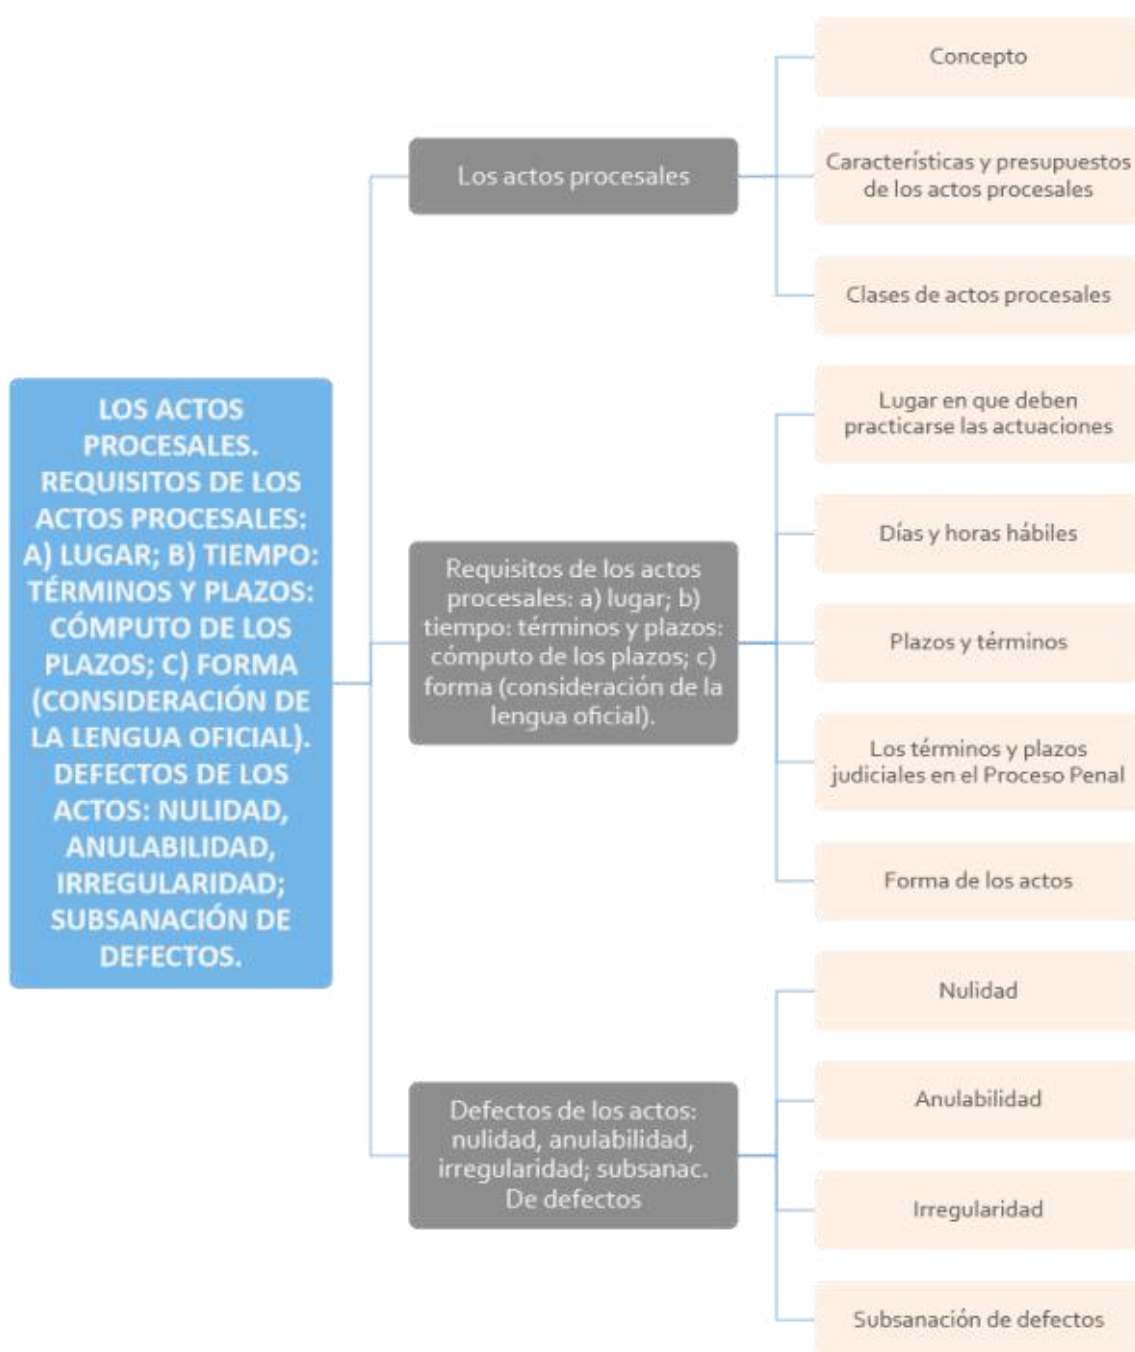 LOS ACTOS
PROCESALES.
REQUISITOS DE LOS
ACTOS PROCESALES:
A) LUGAR; B) TIEMPO:
TÉRMINOS Y PLAZOS:
CÓMPUTO DE LOS
PLAZOS; C) FORMA
(CONSIDERACIÓN DE
LA LENGUA OFICIAL).
DEFECTOS DE LOS
ACTOS: NULIDAD,
ANULABILIDAD,
IRREGULARIDAD;
SUBSANACIÓN DE
DEFECTOS.
Los actos procesales
Concepto
Características y presupuestos
de los actos procesales
Clases de actos procesales
Requisitos de los actos
procesales: a) lugar; b)
tiempo: términos y plazos:
cómputo de los plazos; c)
forma (consideración de la
lengua oficial).
Lugar en que deben
practicarse las actuaciones
Días y horas hábiles
Plazos y términos
Los términos y plazos
judiciales en el Proceso Penal
Forma de los actos
Defectos de los actos:
nulidad, anulabilidad,
irregularidad; subsanac.
De defectos
Nulidad
Anulabilidad
Irregularidad
Subsanación de defectos